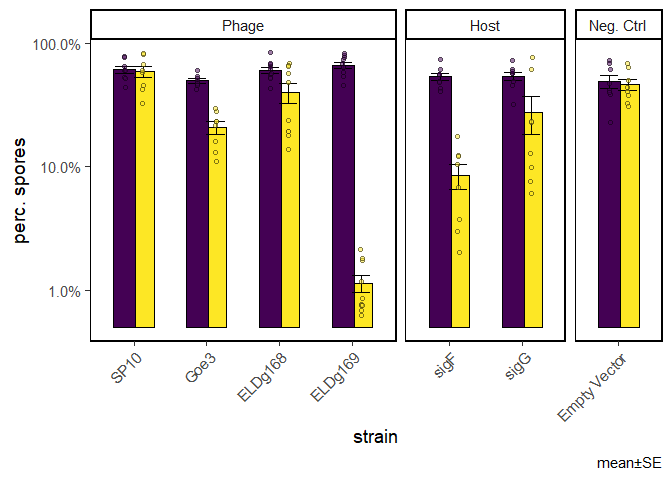 Phage
Host
Neg. Ctrl
100.0%
10.0%
1.0%
perc. spores
SP10
Goe3
ELDg168
ELDg169
sigF
sigG
Empty Vector
strain
mean±SE